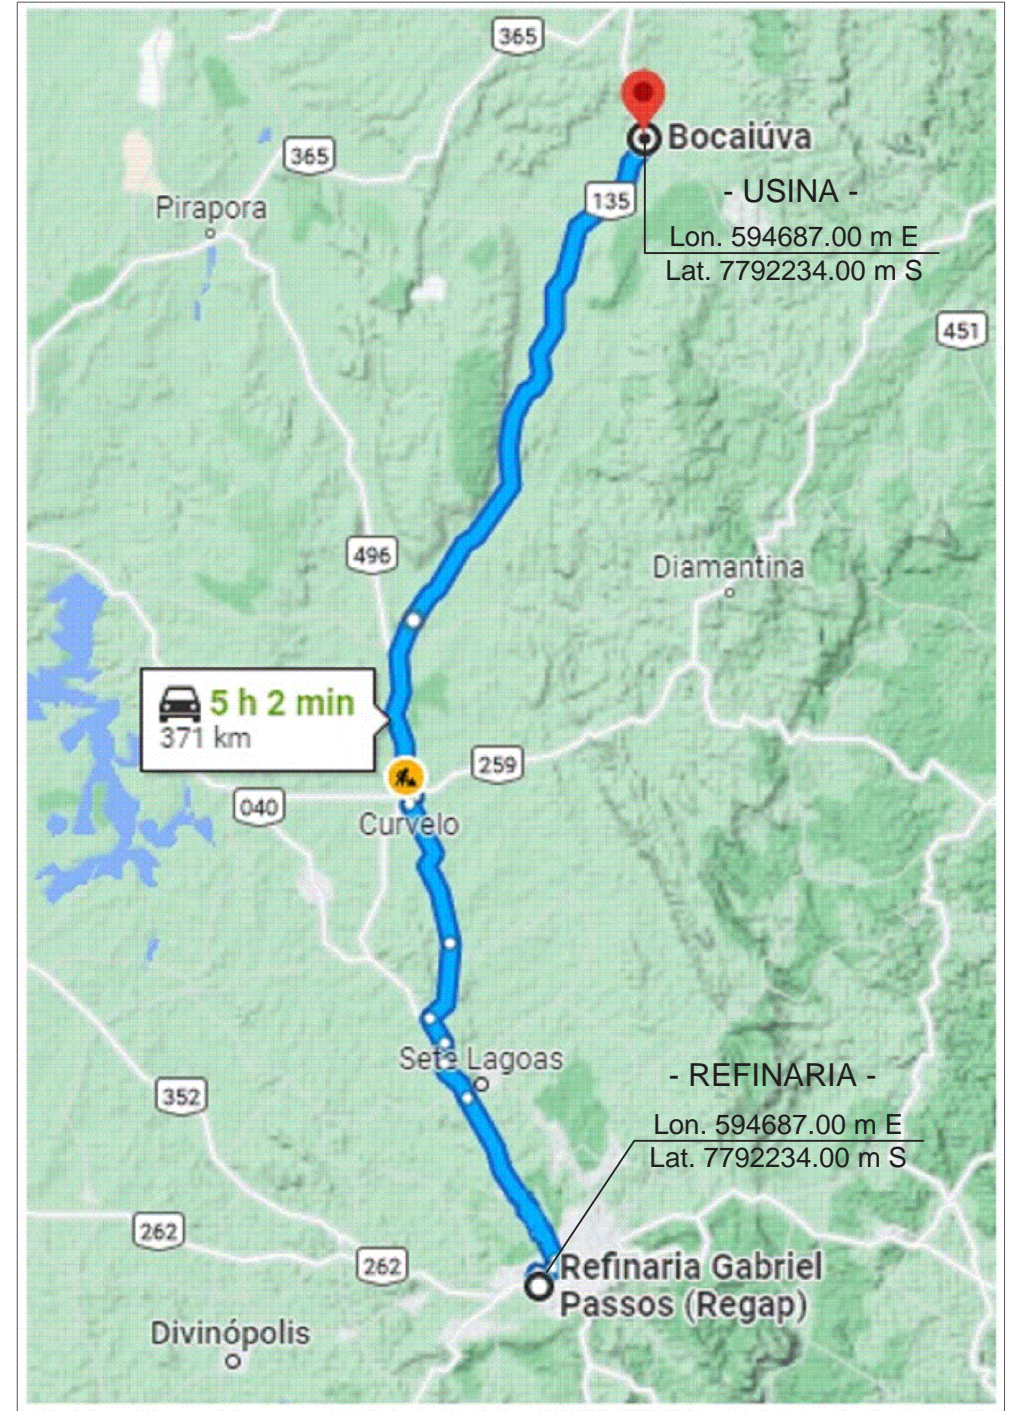 365
Bocaiúva
365
- USINA -
135
Pirapora
Lon. 594687.00 m E
Lat. 7792234.00 m S
451
496
Diamantina
5 h 2 min
371 km
259
040
Curvelo
Sete Lagoas
- REFINARIA -
352
Lon. 594687.00 m E
Lat. 7792234.00 m S
262
262
Refinaria Gabriel
Passos (Regap)
Divinópolis